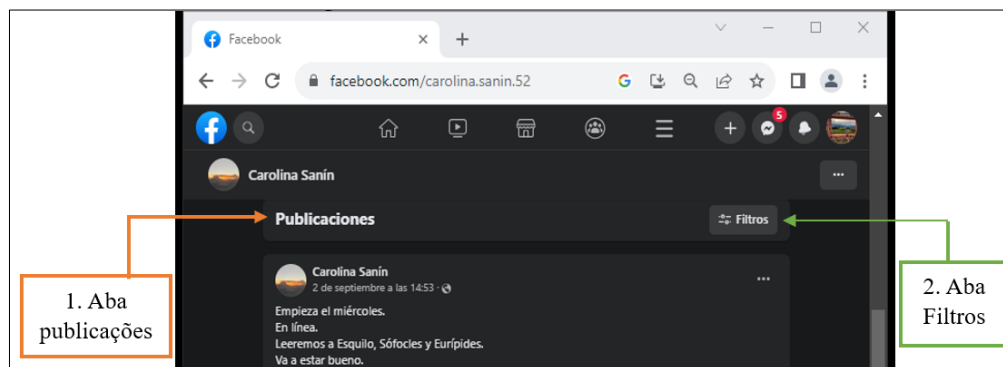 Facebook
facebook.com/carolina.sanin.52
5
Carolina Sanín
Publicaciones
Filtros
Carolina Sanín
2 de septiembre a las 14:53 ·
Empieza el miércoles.
En línea.
Leeremos a Esquilo, Sófocles y Eurípides.
Va a estar bueno.
1. Aba
publicações
2. Aba
Filtros